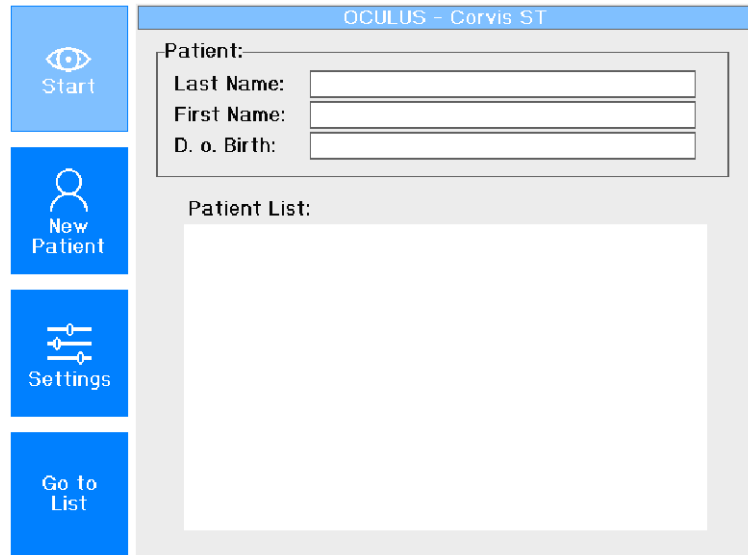 OCULUS - Corvis ST
Start
New
Patient
Settings
Go to
List
Patient:
Last Name:
First Name:
D. o. Birth:
Patient List: